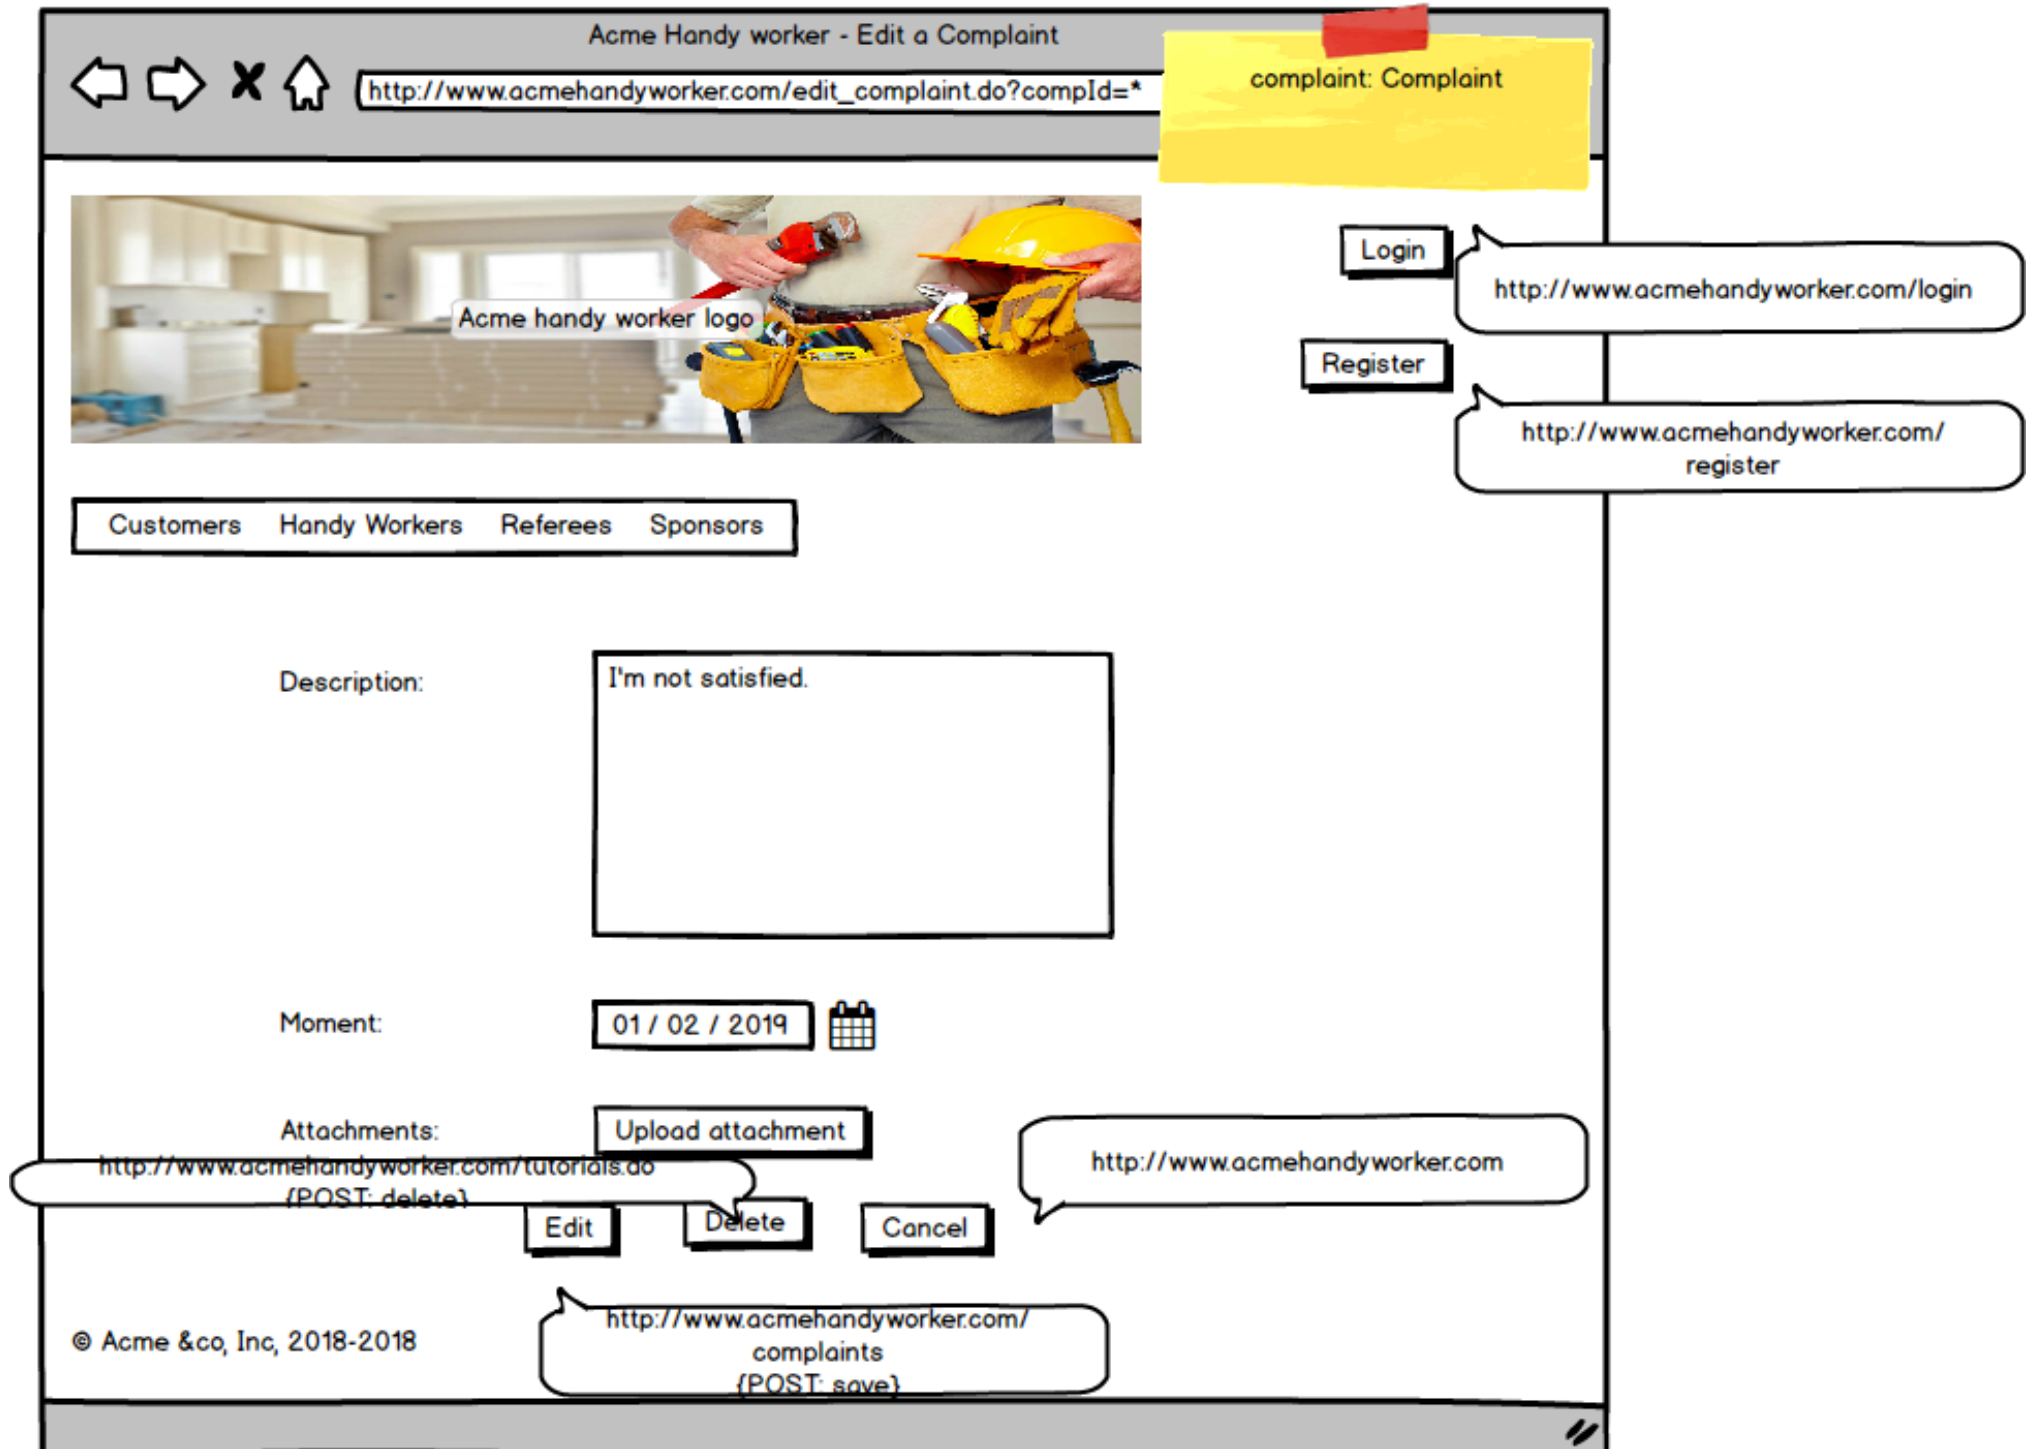 Acme Handy worker - Edit a Complaint
http://www.acmehandyworker.com/edit_complaint.do?compId=*
complaint: Complaint
Login
http://www.acmehandyworker.com/login
Acme handy worker logo
Register
http://www.acmehandyworker.com/
register
Customers Handy Workers Referees Sponsors
Description:
I'm not satisfied.
Moment:
01 / 02 / 2019
Attachments:
Upload attachment
http://www.acmehandyworker.com/tutorials.do
{POST: delete}
http://www.acmehandyworker.com
Edit
Delete
Cancel
http://www.acmehandyworker.com/
complaints
{POST: save}
© Acme &co, Inc, 2018-2018